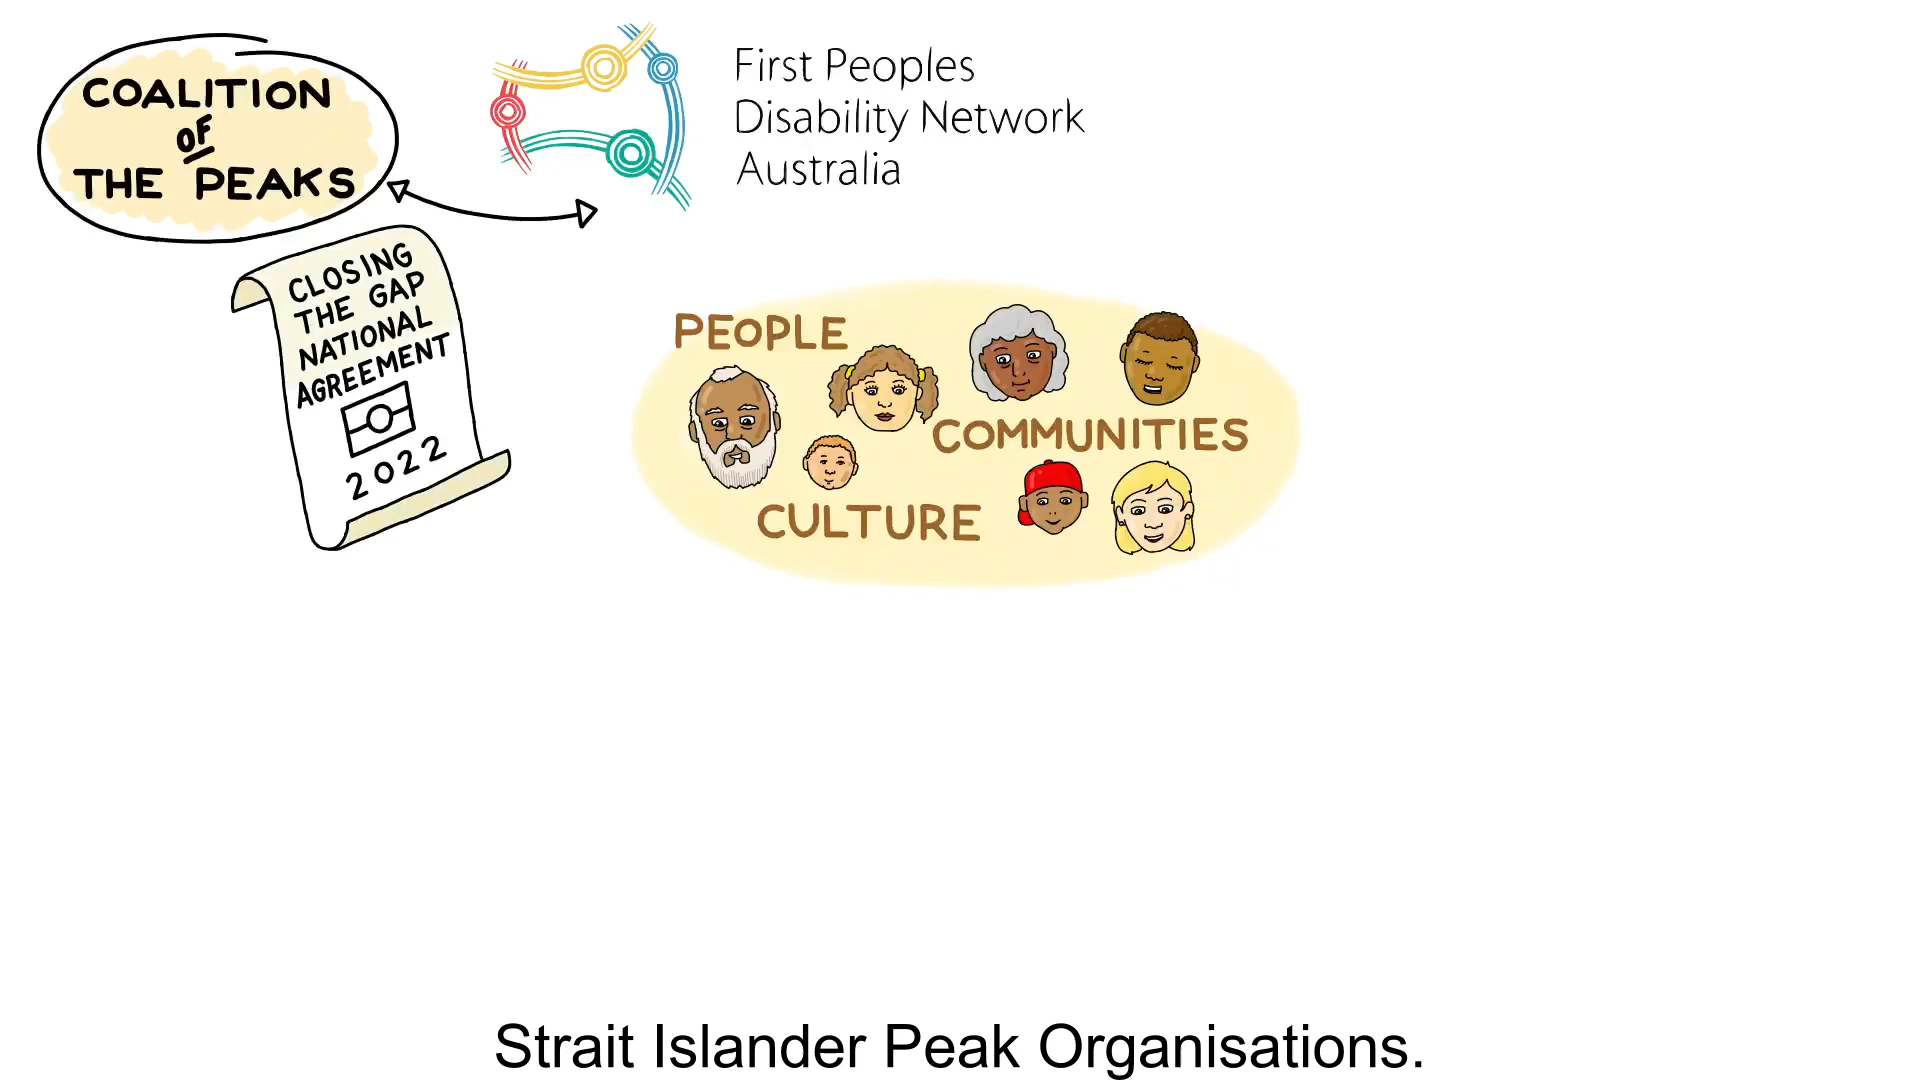 COALITION
OF
THE PEAKS
First Peoples
Disability Network
Australia
CLOSING
THE GAP
NATIONAL
AGREEMENT
2022
PEOPLE
COMMUNITIES
CULTURE
Strait Islander Peak Organisations.